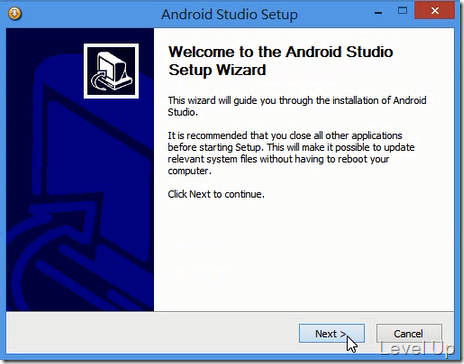 Android Studio Setup
Welcome to the Android Studio
Setup Wizard
This wizard will guide you through the installation of Android
Studio.
It is recommended that you close all other applications
before starting Setup. This will make it possible to update
relevant system files without having to reboot your
computer.
Click Next to continue.
Next >
Cancel
Level Up